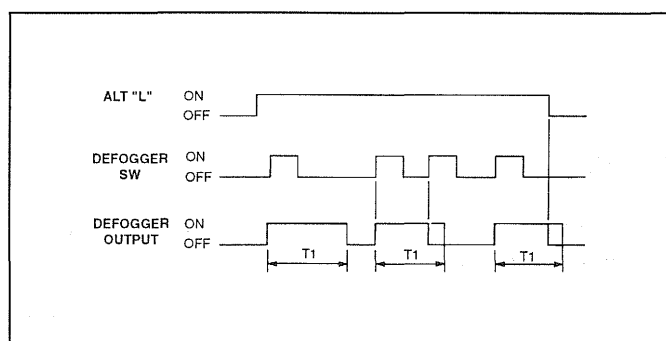 ALT "L" ON
OFF
DEFOGGER ON
SW OFF
DEFOGGER ON
OUTPUT OFF
T1 T1 T1